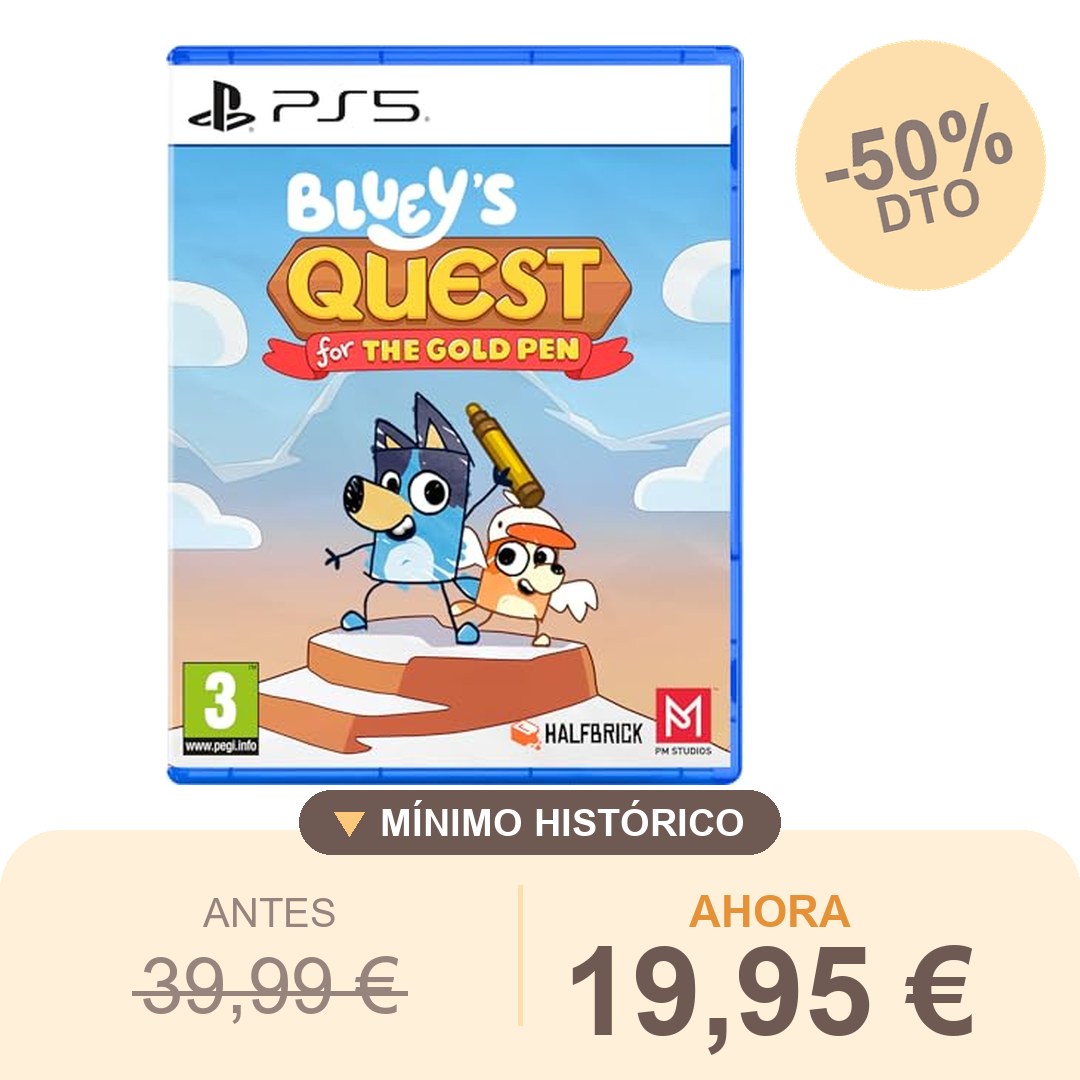 PS5
-50%
DTO
BLUEY'S
QUEST
for THE GOLD PEN
3
www.pegi.info
HALFBRICK
PM STUDIOS
MÍNIMO HISTÓRICO
ANTES
39,99 €
AHORA
19,95 €